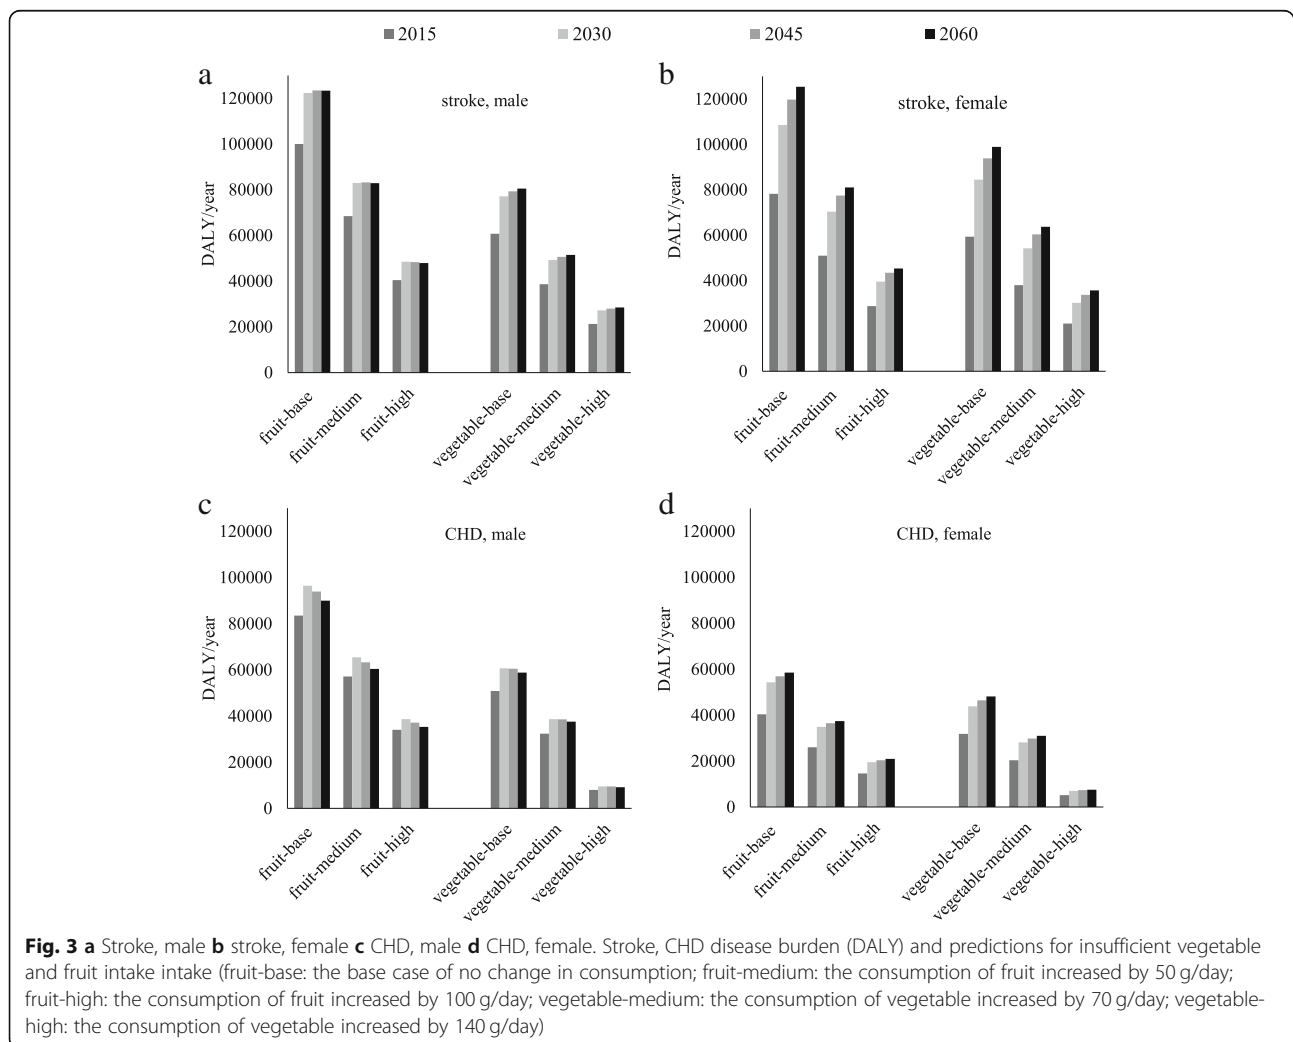 2015 2030 2045 2060
a
stroke, male
DALY/year
120000
100000
80000
60000
40000
20000
0
fruit-base
fruit-medium
fruit-high
vegetable-base
vegetable-medium
vegetable-high
b
stroke, female
DALY/year
120000
100000
80000
60000
40000
20000
0
fruit-base
fruit-medium
fruit-high
vegetable-base
vegetable-medium
vegetable-high
c
CHD, male
DALY/year
120000
100000
80000
60000
40000
20000
0
fruit-base
fruit-medium
fruit-high
vegetable-base
vegetable-medium
vegetable-high
d
CHD, female
DALY/year
120000
100000
80000
60000
40000
20000
0
fruit-base
fruit-medium
fruit-high
vegetable-base
vegetable-medium
vegetable-high
Fig. 3 a Stroke, male b stroke, female c CHD, male d CHD, female. Stroke, CHD disease burden (DALY) and predictions for insufficient vegetable
and fruit intake intake (fruit-base: the base case of no change in consumption; fruit-medium: the consumption of fruit increased by 50 g/day;
fruit-high: the consumption of fruit increased by 100 g/day; vegetable-medium: the consumption of vegetable increased by 70 g/day; vegetable-
high: the consumption of vegetable increased by 140 g/day)